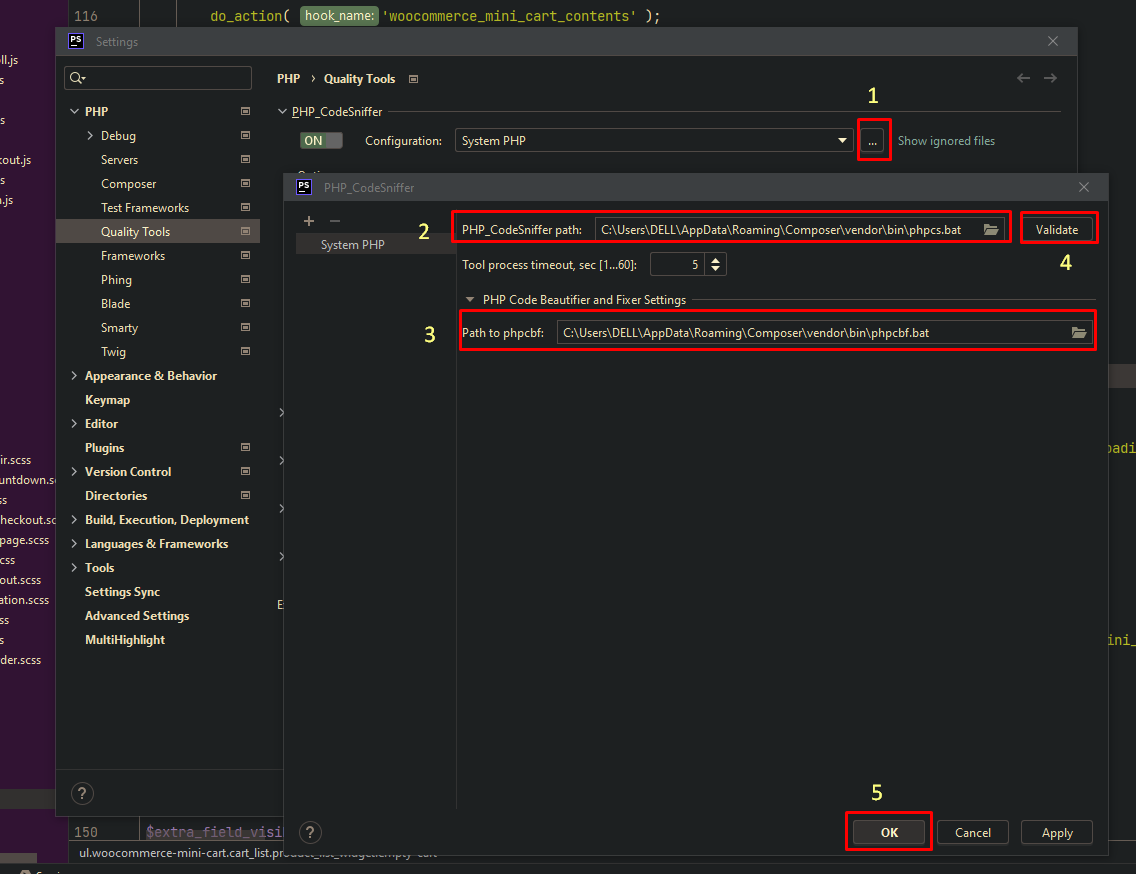 116 do_action( hook_name: 'woocommerce_mini_cart_contents' );
PS Settings
ll.js
s
s
out.js
s
.js
PHP › Quality Tools
1
PHP
PHP_CodeSniffer
Debug
ON Configuration: System PHP ... Show ignored files
Servers
Composer
PS PHP_CodeSniffer
Test Frameworks
+ −
Quality Tools
2 PHP_CodeSniffer path: C:\Users\DELL\AppData\Roaming\Composer\vendor\bin\phpcs.bat Validate
System PHP
Frameworks
Tool process timeout, sec [1...60]: 5
4
Phing
Blade
PHP Code Beautifier and Fixer Settings
Smarty
3 Path to phpcbf: C:\Users\DELL\AppData\Roaming\Composer\vendor\bin\phpcbf.bat
Twig
Appearance & Behavior
Keymap
Editor
Plugins
Version Control
Directories
Build, Execution, Deployment
Languages & Frameworks
Tools
Settings Sync
Advanced Settings
MultiHighlight
ir.scss
untdown.s
ss
heckout.sc
page.scss
css
out.scss
ation.scss
ss
s
der.scss
E
oadi
ini_
?
5
?
OK Cancel Apply
150 $extra_field_visi
ul.woocommerce-mini-cart.cart_list.product_list_widget.empty-cart